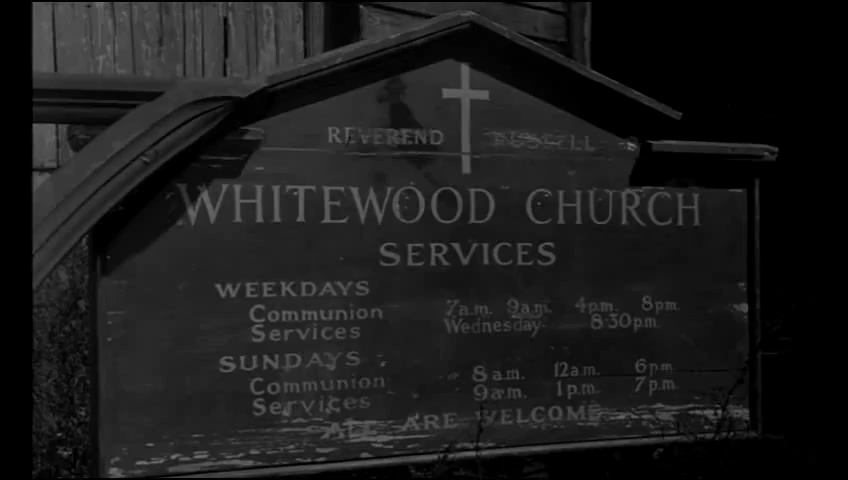 REVEREND RUSSELL
WHITEWOOD CHURCH
SERVICES
WEEKDAYS
Communion 7a.m. 9a.m. 4p.m. 8p.m.
Services Wednesday 8·30p.m.
SUNDAYS
Communion 8a.m. 12a.m. 6p.m.
Services 9a.m. 1p.m. 7p.m.
ALL ARE WELCOME